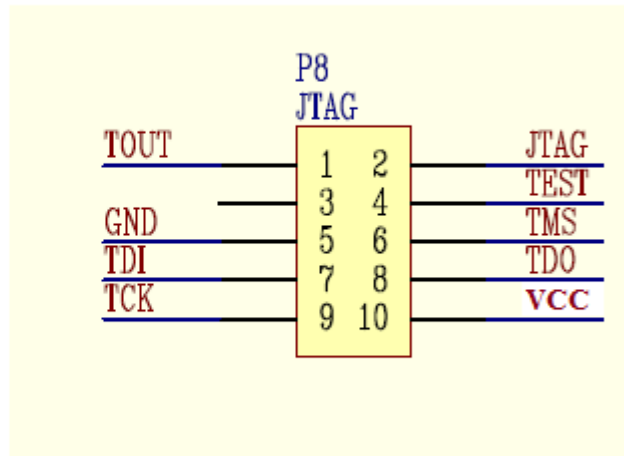 P8
JTAG
TOUT 1 2 JTAG
3 4 TEST
GND 5 6 TMS
TDI 7 8 TDO
TCK 9 10 VCC